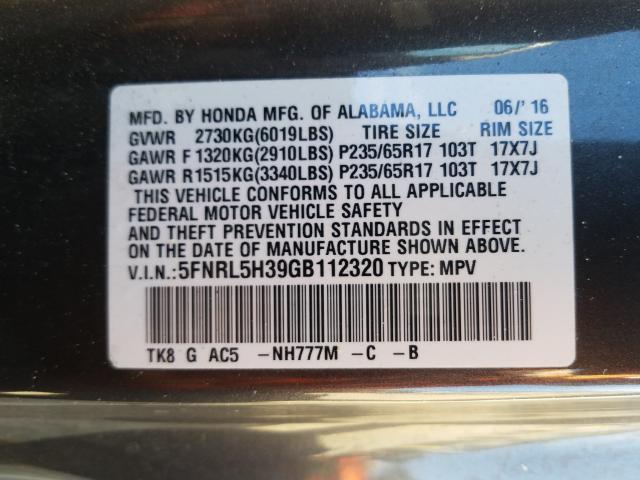 MFD. BY HONDA MFG. OF ALABAMA, LLC 06/'16
GVWR 2730KG(6019LBS) TIRE SIZE RIM SIZE
GAWR F 1320KG(2910LBS) P235/65R17 103T 17X7J
GAWR R1515KG(3340LBS) P235/65R17 103T 17X7J
THIS VEHICLE CONFORMS TO ALL APPLICABLE
FEDERAL MOTOR VEHICLE SAFETY
AND THEFT PREVENTION STANDARDS IN EFFECT
ON THE DATE OF MANUFACTURE SHOWN ABOVE.
V.I.N.:5FNRL5H39GB112320 TYPE: MPV
TK8 G AC5 -NH777M -C -B